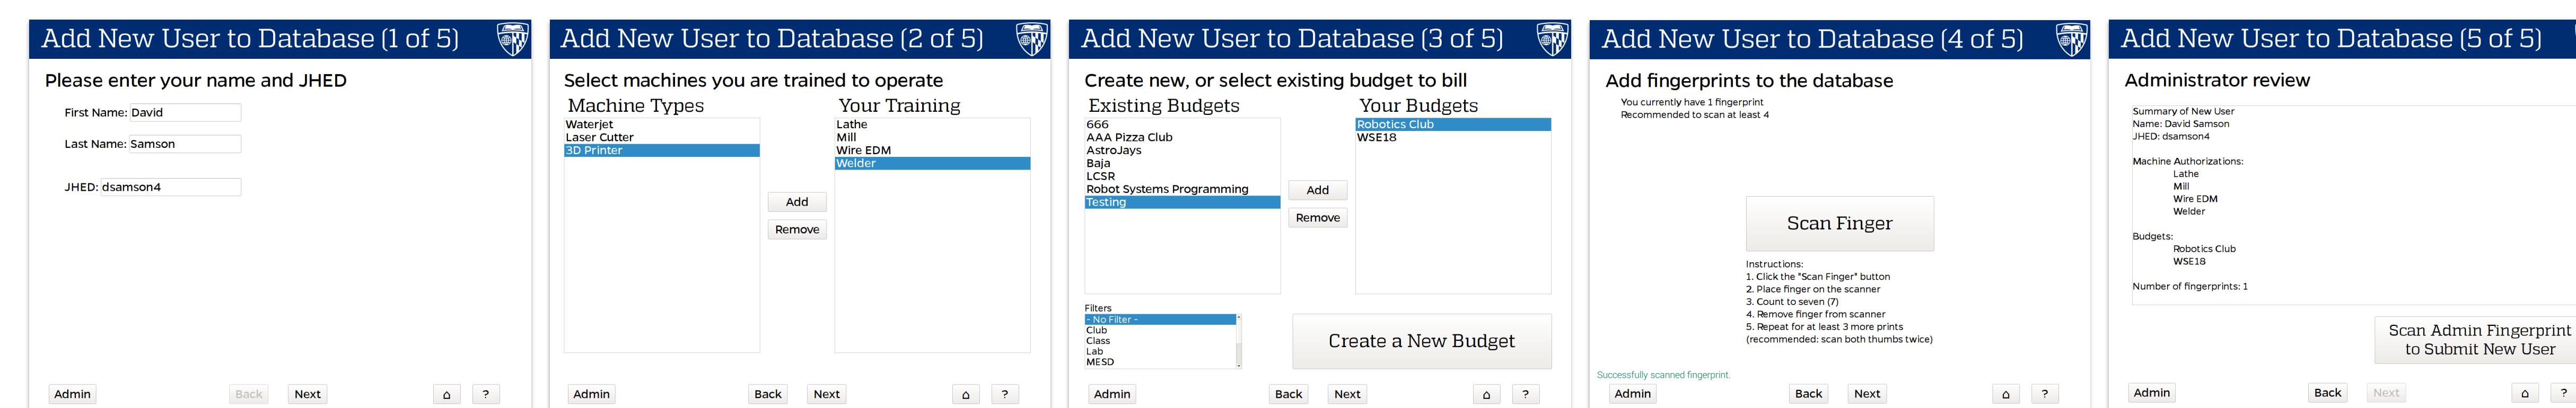 Add New User to Database (1 of 5)
Please enter your name and JHED
First Name: David
Last Name: Samson
JHED: dsamson4
Admin
Back
Next
?
Add New User to Database (2 of 5)
Select machines you are trained to operate
Machine Types
Waterjet
Laser Cutter
3D Printer
Add
Remove
Your Training
Lathe
Mill
Wire EDM
Welder
Admin
Back
Next
?
Add New User to Database (3 of 5)
Create new, or select existing budget to bill
Existing Budgets
666
AAA Pizza Club
AstroJays
Baja
LCSR
Robot Systems Programming
Testing
Add
Remove
Your Budgets
Robotics Club
WSE18
Filters
- No Filter -
Club
Class
Lab
MESD
Create a New Budget
Admin
Back
Next
?
Add New User to Database (4 of 5)
Add fingerprints to the database
You currently have 1 fingerprint
Recommended to scan at least 4
Scan Finger
Instructions:
1. Click the "Scan Finger" button
2. Place finger on the scanner
3. Count to seven (7)
4. Remove finger from scanner
5. Repeat for at least 3 more prints
(recommended: scan both thumbs twice)
Successfully scanned fingerprint.
Admin
Back
Next
?
Add New User to Database (5 of 5)
Administrator review
Summary of New User
Name: David Samson
JHED: dsamson4
Machine Authorizations:
Lathe
Mill
Wire EDM
Welder
Budgets:
Robotics Club
WSE18
Number of fingerprints: 1
Scan Admin Fingerprint
to Submit New User
Admin
Back
Next
?